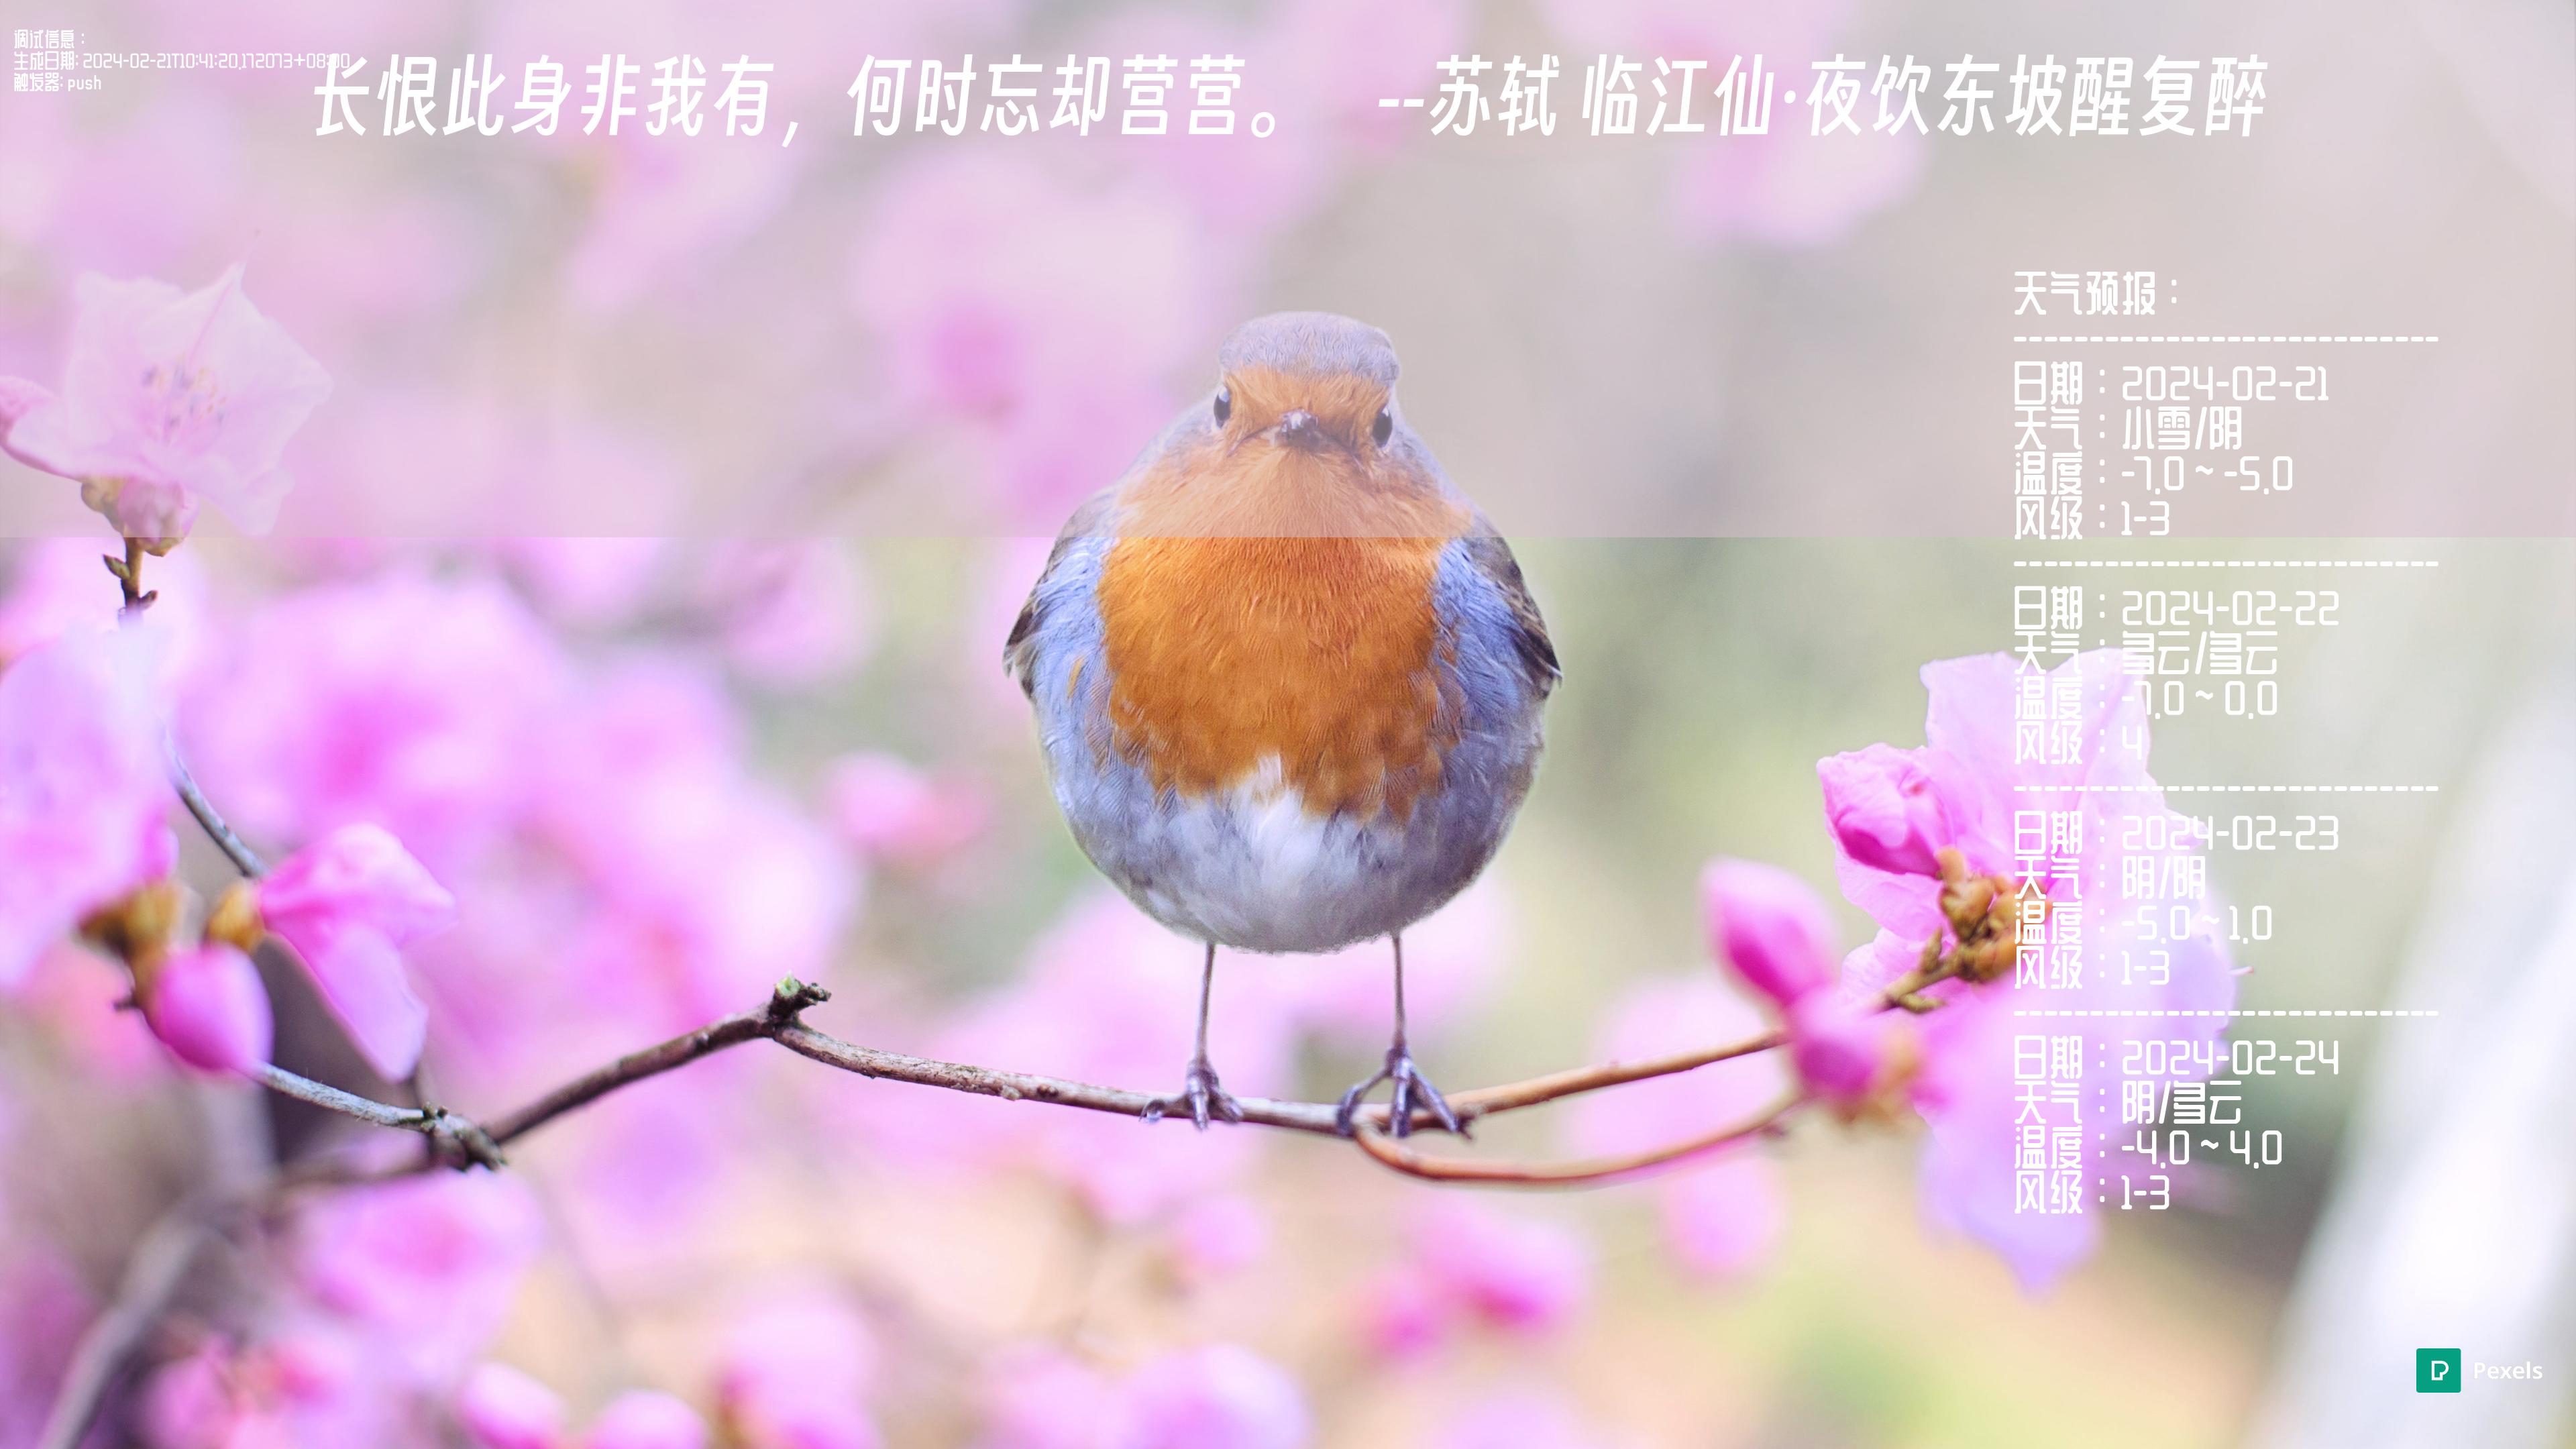 调试信息：
生成日期: 2024-02-21T10:41:20.172073+08:00
触发器: push
长恨此身非我有，何时忘却营营。 --苏轼 临江仙·夜饮东坡醒复醉
天气预报：
------------------------------
日期：2024-02-21
天气：小雪/阴
温度：-7.0 ~ -5.0
风级：1-3
------------------------------
日期：2024-02-22
天气：多云/多云
温度：-7.0 ~ 0.0
风级：4
------------------------------
日期：2024-02-23
天气：阴/阴
温度：-5.0 ~ 1.0
风级：1-3
------------------------------
日期：2024-02-24
天气：阴/多云
温度：-4.0 ~ 4.0
风级：1-3
Pexels